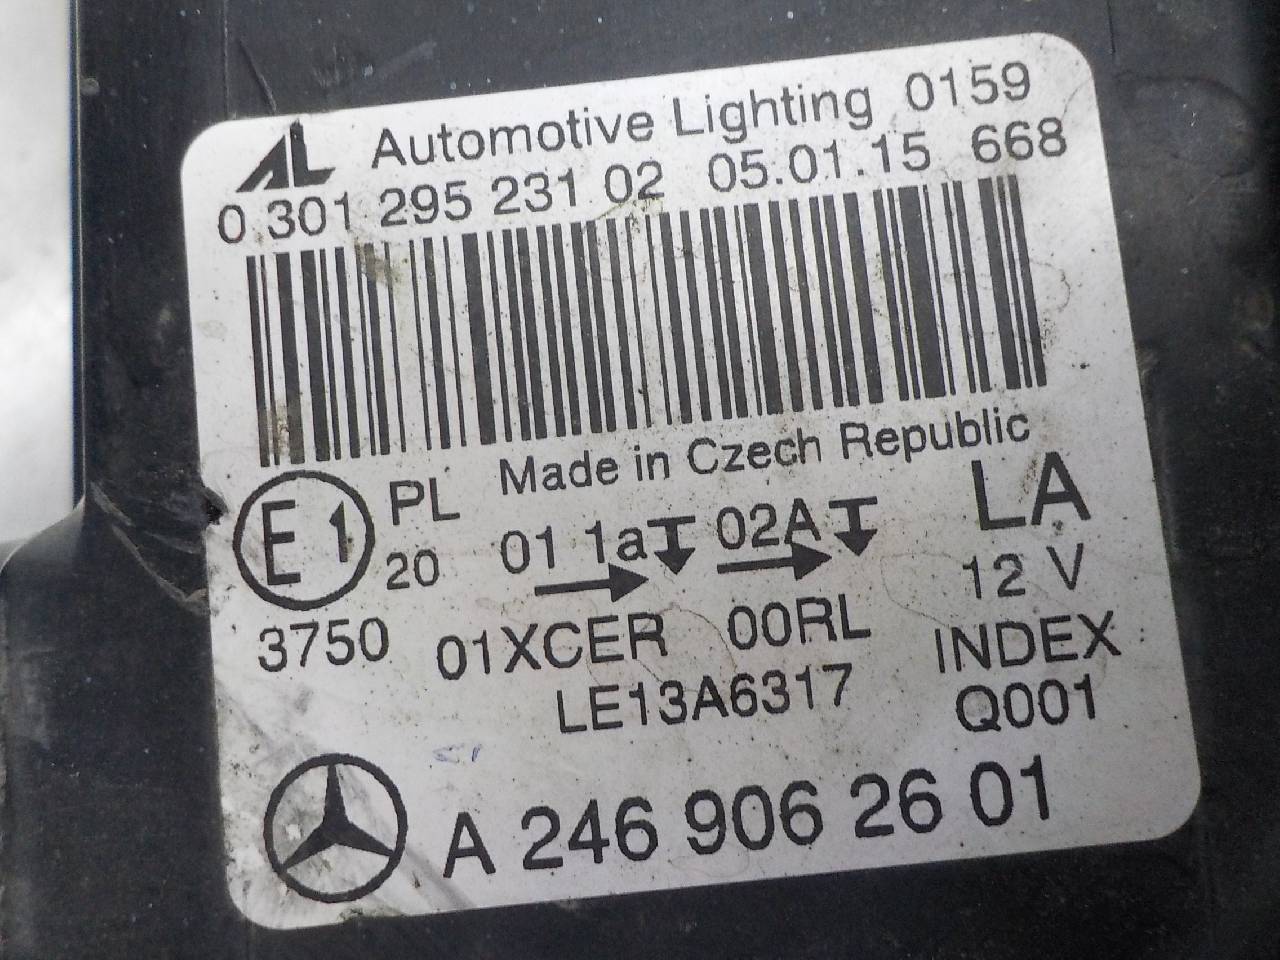 AL Automotive Lighting 0159
0 301 295 231 02 05.01.15 668
Made in Czech Republic
E1 PL 01 1a 02A LA
20 12 V
3750 01XCER 00RL INDEX
LE13A6317 Q001
A 246 906 26 01